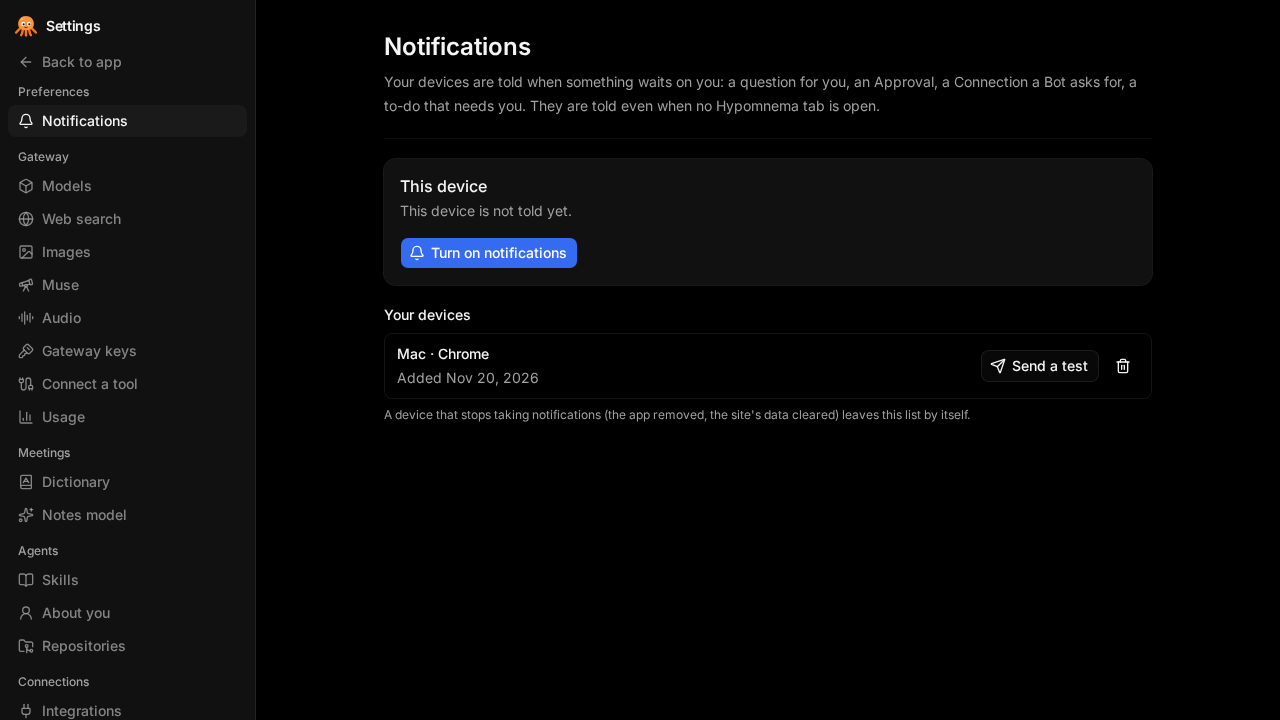 Settings
Back to app
Preferences
Notifications
Gateway
Models
Web search
Images
Muse
Audio
Gateway keys
Connect a tool
Usage
Meetings
Dictionary
Notes model
Agents
Skills
About you
Repositories
Connections
Integrations
Notifications
Your devices are told when something waits on you: a question for you, an Approval, a Connection a Bot asks for, a
to-do that needs you. They are told even when no Hypomnema tab is open.
This device
This device is not told yet.
Turn on notifications
Your devices
Mac · Chrome
Added Nov 20, 2026
Send a test
A device that stops taking notifications (the app removed, the site's data cleared) leaves this list by itself.